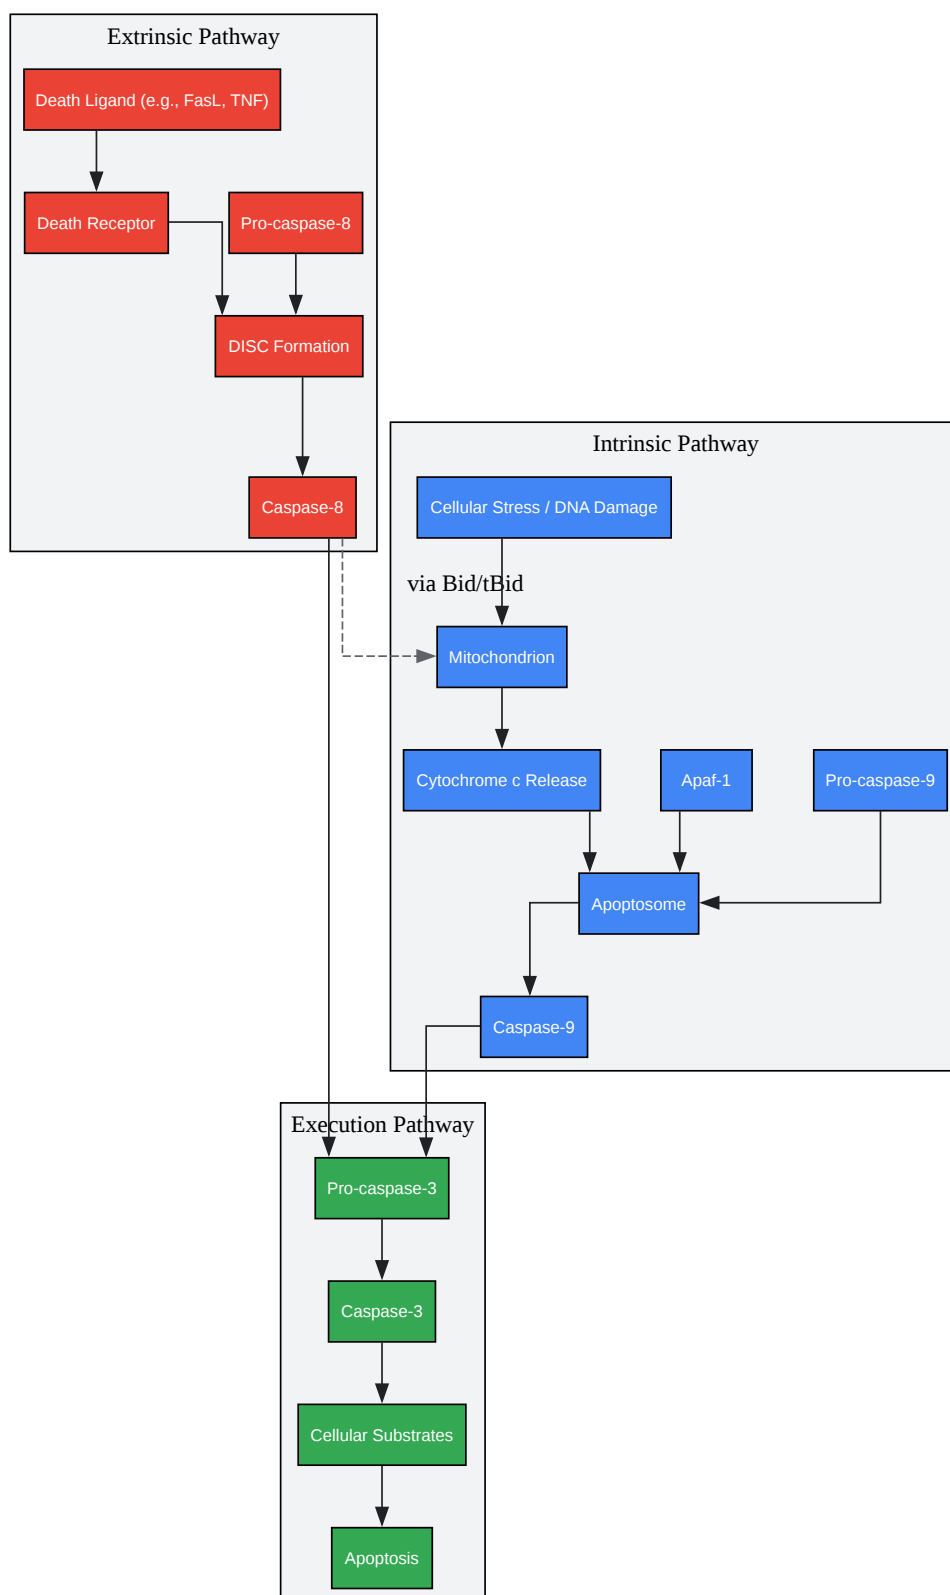 Extrinsic Pathway
Death Ligand (e.g., FasL, TNF)
Death Receptor
Pro-caspase-8
DISC Formation
Caspase-8
Intrinsic Pathway
Cellular Stress / DNA Damage
via Bid/tBid
Mitochondrion
Cytochrome c Release
Apaf-1
Pro-caspase-9
Apoptosome
Caspase-9
Execution Pathway
Pro-caspase-3
Caspase-3
Cellular Substrates
Apoptosis